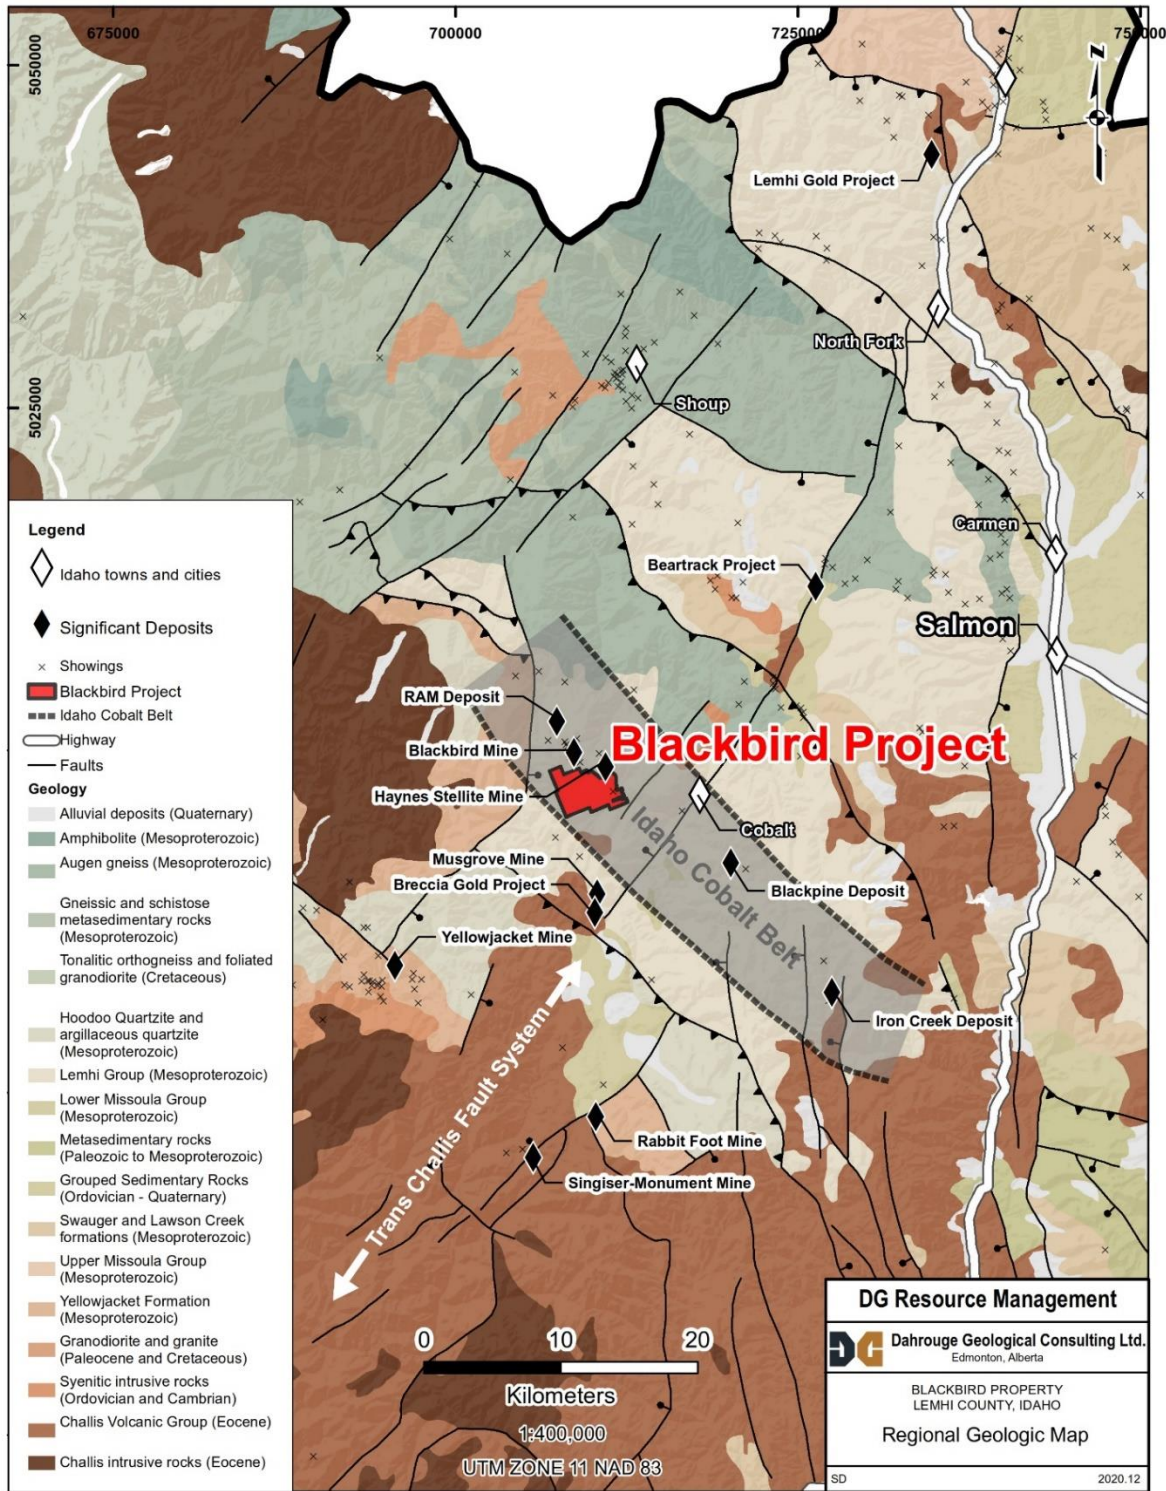 675000
700000
725000
750000
5050000
5025000
N
Lemhi Gold Project
North Fork
Shoup
Carmen
Beartrack Project
Salmon
RAM Deposit
Blackbird Mine
Blackbird Project
Haynes Stellite Mine
Cobalt
Idaho Cobalt Belt
Musgrove Mine
Breccia Gold Project
Blackpine Deposit
Yellowjacket Mine
Iron Creek Deposit
Trans Challis Fault System
Rabbit Foot Mine
Singiser-Monument Mine
Legend
Idaho towns and cities
Significant Deposits
Showings
Blackbird Project
Idaho Cobalt Belt
Highway
Faults
Geology
Alluvial deposits (Quaternary)
Amphibolite (Mesoproterozoic)
Augen gneiss (Mesoproterozoic)
Gneissic and schistose
metasedimentary rocks
(Mesoproterozoic)
Tonalitic orthogneiss and foliated
granodiorite (Cretaceous)
Hoodoo Quartzite and
argillaceous quartzite
(Mesoproterozoic)
Lemhi Group (Mesoproterozoic)
Lower Missoula Group
(Mesoproterozoic)
Metasedimentary rocks
(Paleozoic to Mesoproterozoic)
Grouped Sedimentary Rocks
(Ordovician - Quaternary)
Swauger and Lawson Creek
formations (Mesoproterozoic)
Upper Missoula Group
(Mesoproterozoic)
Yellowjacket Formation
(Mesoproterozoic)
Granodiorite and granite
(Paleocene and Cretaceous)
Syenitic intrusive rocks
(Ordovician and Cambrian)
Challis Volcanic Group (Eocene)
Challis intrusive rocks (Eocene)
0 10 20
Kilometers
1:400,000
UTM ZONE 11 NAD 83
DG Resource Management
DG Dahrouge Geological Consulting Ltd.
Edmonton, Alberta
BLACKBIRD PROPERTY
LEMHI COUNTY, IDAHO
Regional Geologic Map
SD 2020.12